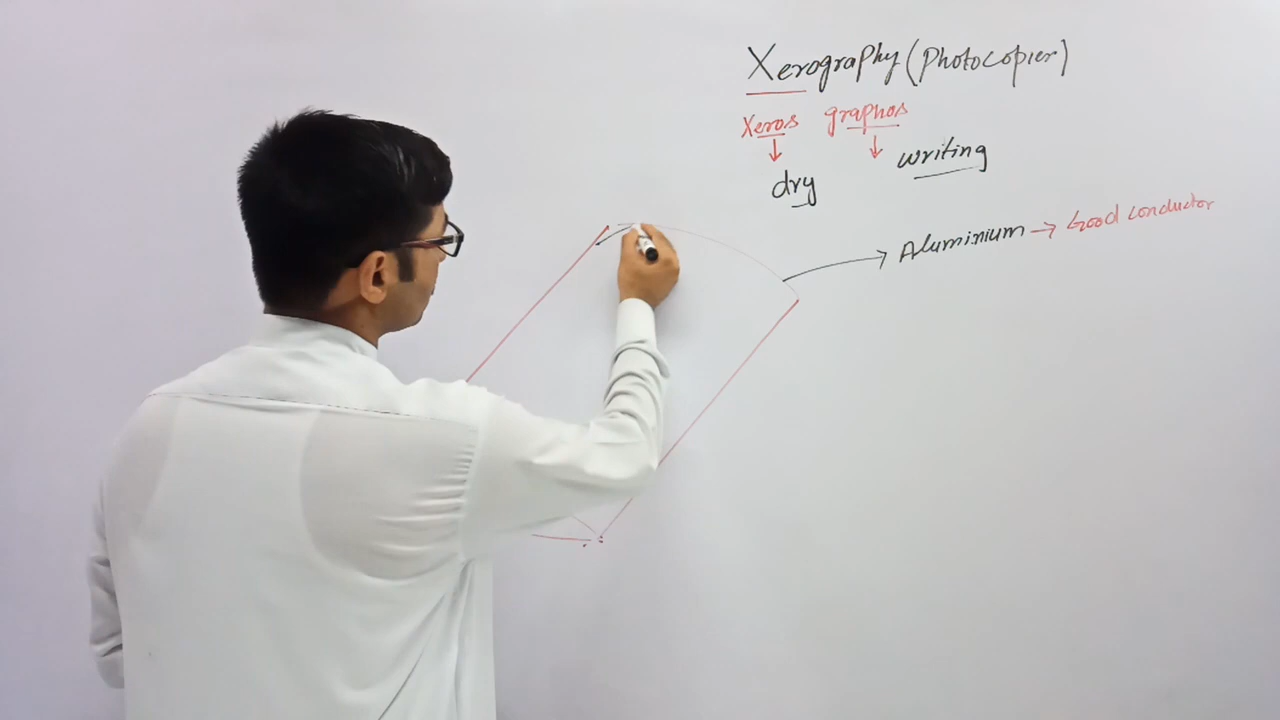 Xerography (Photocopier)
Xeros graphos
↓ ↓ writing
dry
→ Aluminium → Good conductor